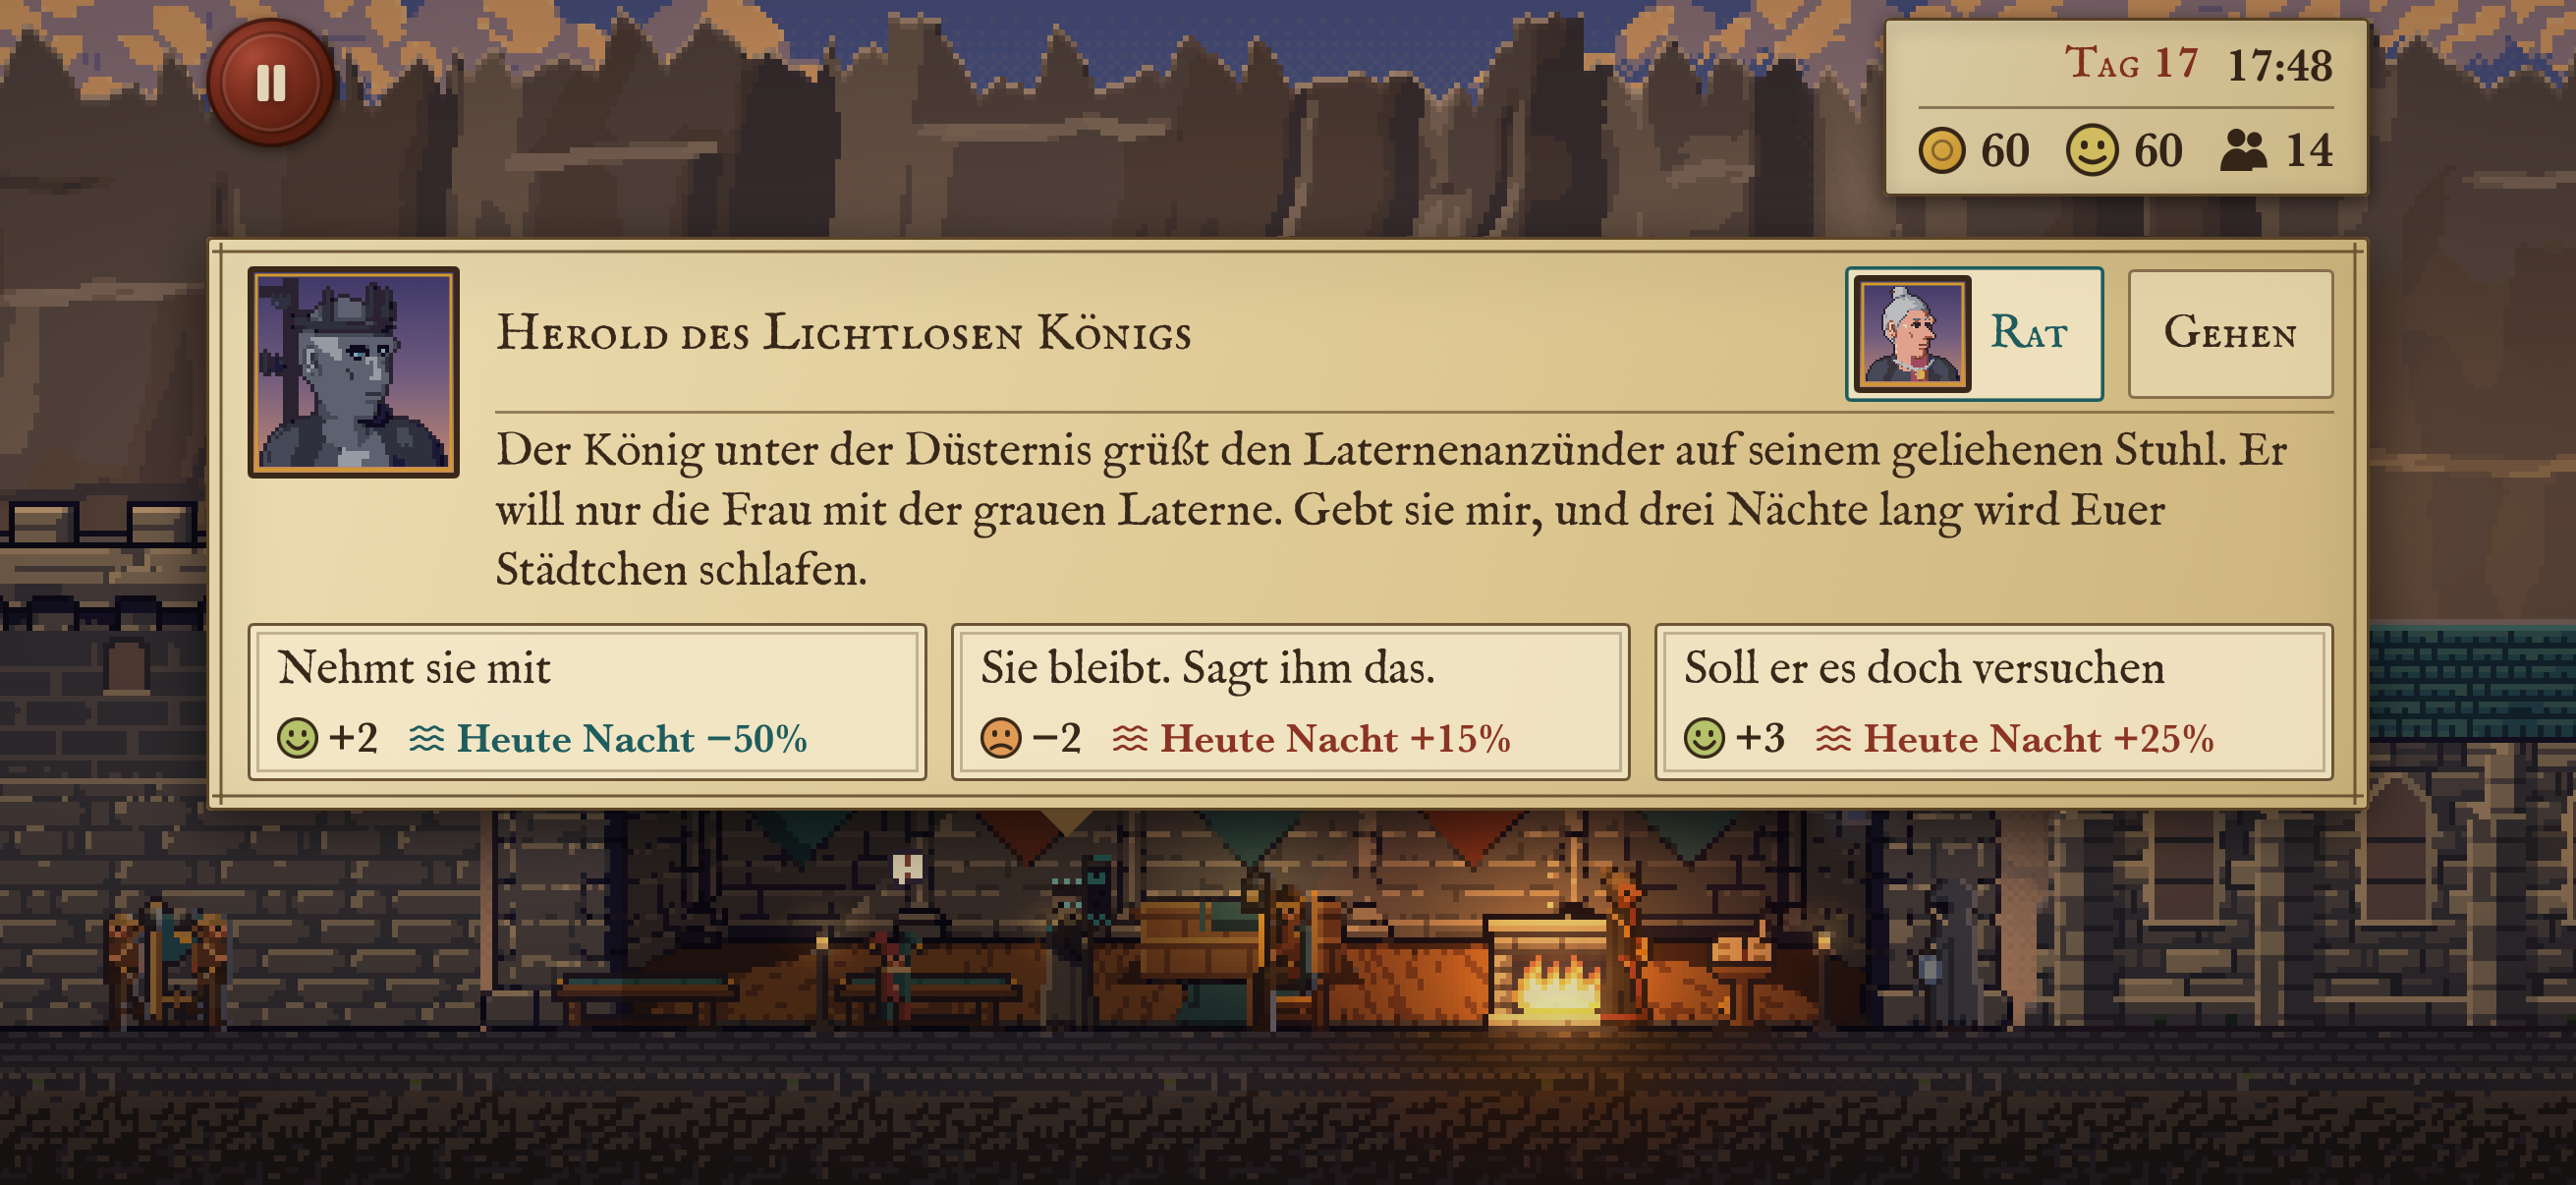 Tag 17 17:48
60 60 14
Herold des Lichtlosen Königs
Rat
Gehen
Der König unter der Düsternis grüßt den Laternenanzünder auf seinem geliehenen Stuhl. Er
will nur die Frau mit der grauen Laterne. Gebt sie mir, und drei Nächte lang wird Euer
Städtchen schlafen.
Nehmt sie mit
+2 Heute Nacht −50%
Sie bleibt. Sagt ihm das.
−2 Heute Nacht +15%
Soll er es doch versuchen
+3 Heute Nacht +25%